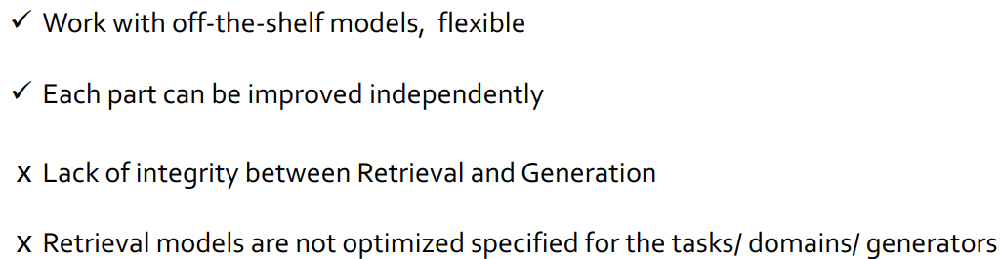 ✓ Work with off-the-shelf models, flexible
✓ Each part can be improved independently
x Lack of integrity between Retrieval and Generation
x Retrieval models are not optimized specified for the tasks/ domains/ generators